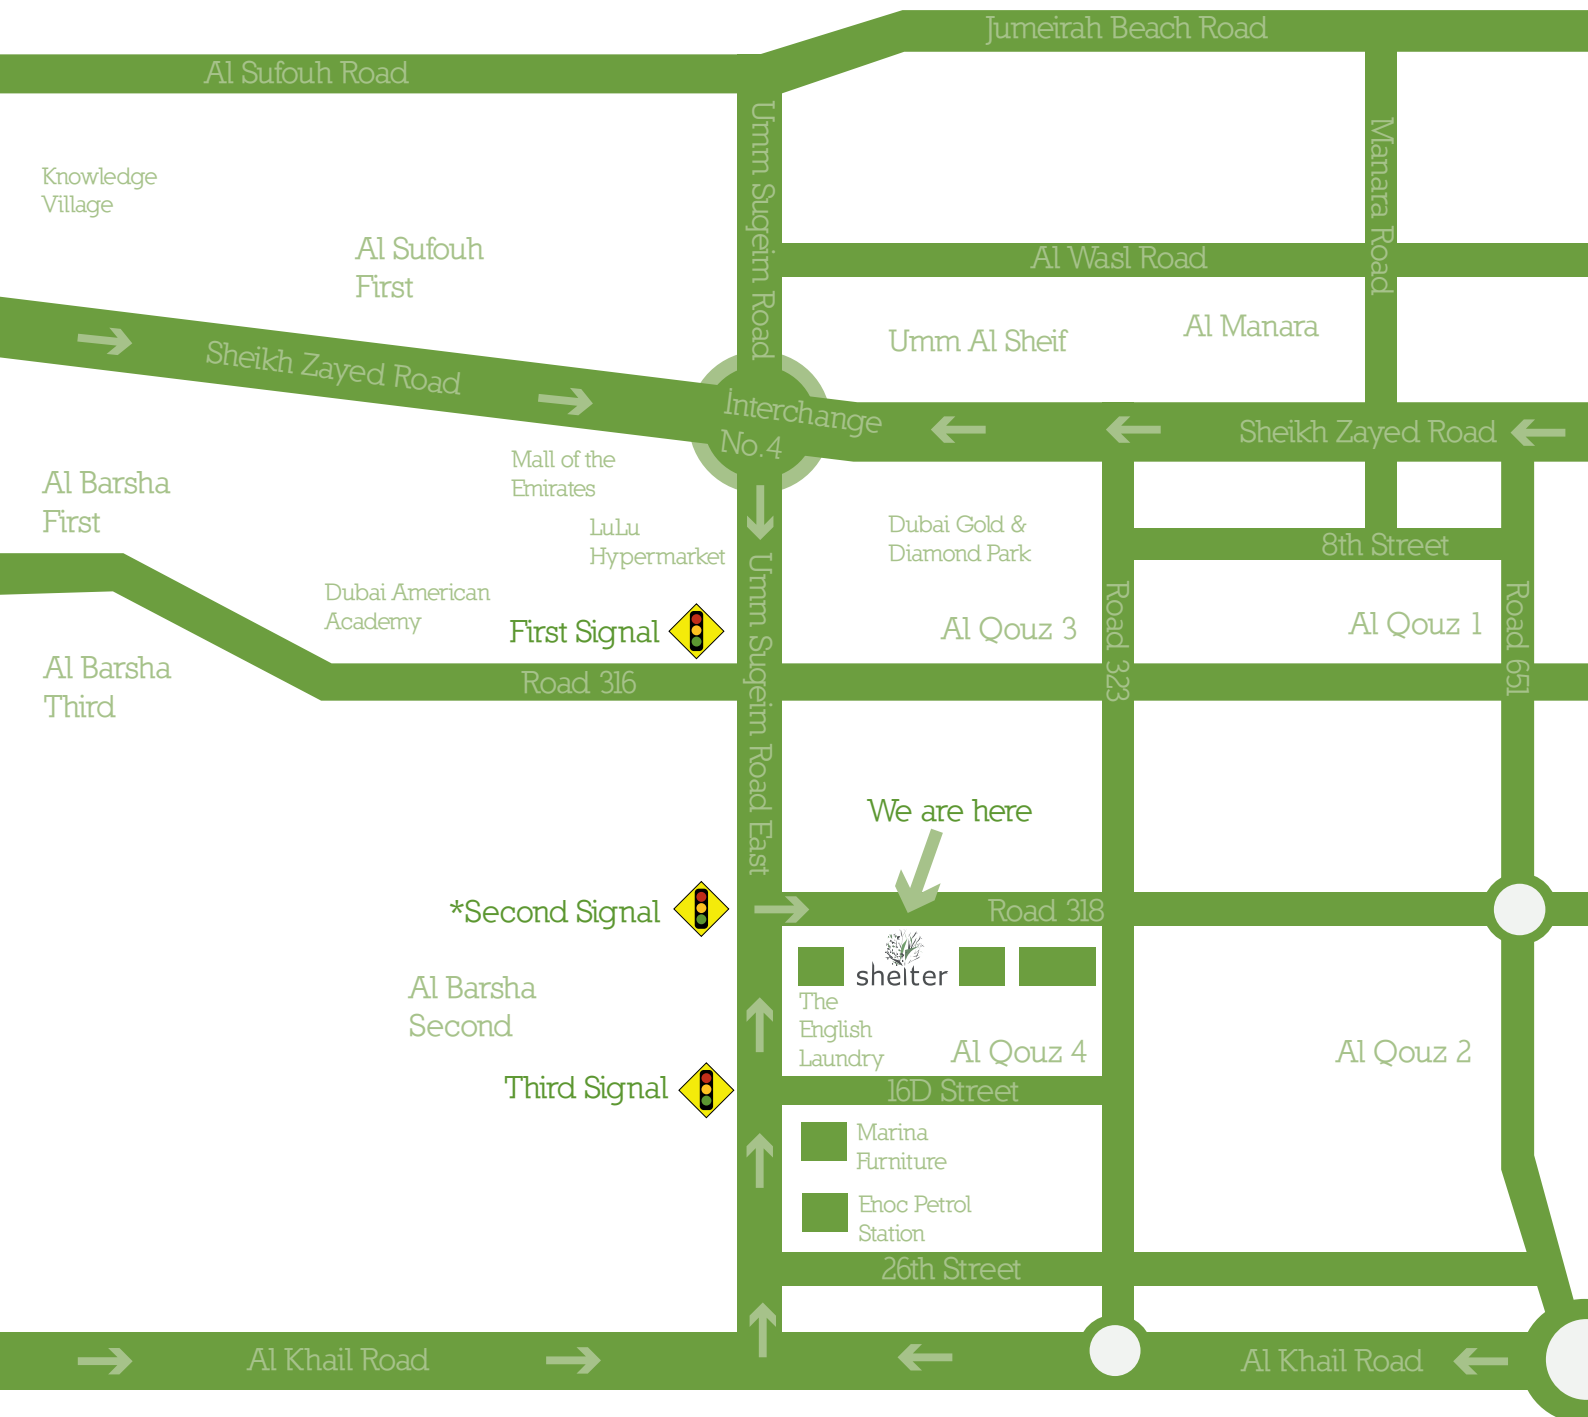 Jumeirah Beach Road
Al Sufouh Road
Umm Suqeim Road
Manara Road
Knowledge
Village
Al Sufouh
First
Al Wasl Road
Umm Al Sheif
Al Manara
Sheikh Zayed Road
Interchange
No.4
Sheikh Zayed Road
Al Barsha
First
Mall of the
Emirates
LuLu
Hypermarket
Dubai Gold &
Diamond Park
8th Street
Umm Suqeim Road East
Dubai American
Academy
First Signal
Al Qouz 3
Road 323
Al Qouz 1
Road 651
Al Barsha
Third
Road 316
We are here
*Second Signal
Road 318
shelter
Al Barsha
Second
The
English
Laundry
Al Qouz 4
Al Qouz 2
Third Signal
16D Street
Marina
Furniture
Enoc Petrol
Station
26th Street
Al Khail Road
Al Khail Road